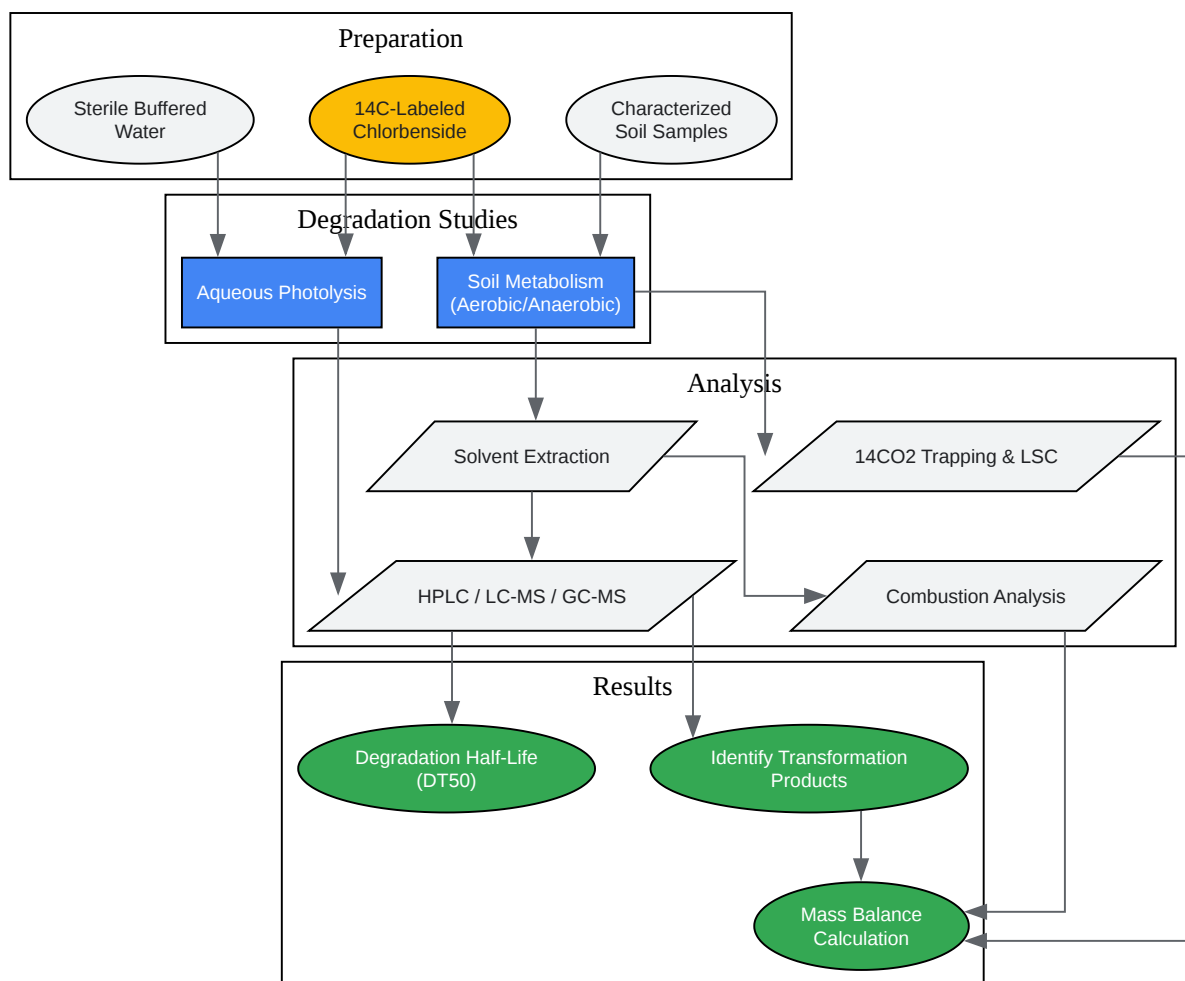 Preparation
Sterile Buffered
Water
14C-Labeled
Chlorbenside
Characterized
Soil Samples
Degradation Studies
Aqueous Photolysis
Soil Metabolism
(Aerobic/Anaerobic)
Analysis
Solvent Extraction
14CO2 Trapping & LSC
HPLC / LC-MS / GC-MS
Combustion Analysis
Results
Degradation Half-Life
(DT50)
Identify Transformation
Products
Mass Balance
Calculation